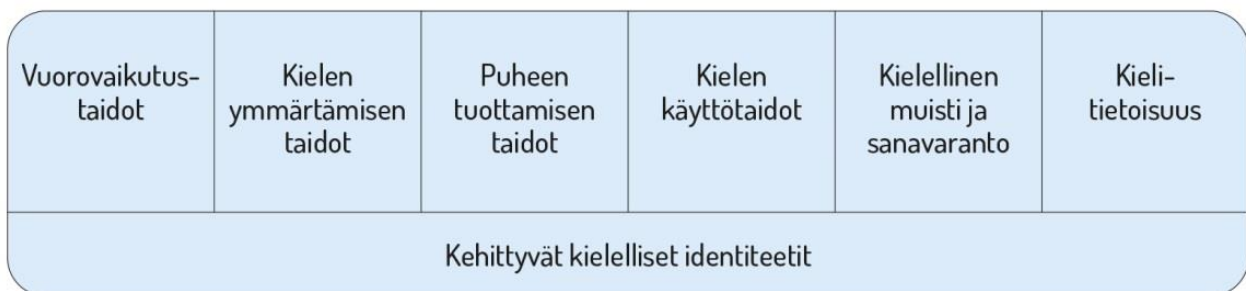 Vuorovaikutus-
taidot
Kielen
ymmärtämisen
taidot
Puheen
tuottamisen
taidot
Kielen
käyttötaidot
Kielellinen
muisti ja
sanavaranto
Kieli-
tietoisuus
Kehittyvät kielelliset identiteetit